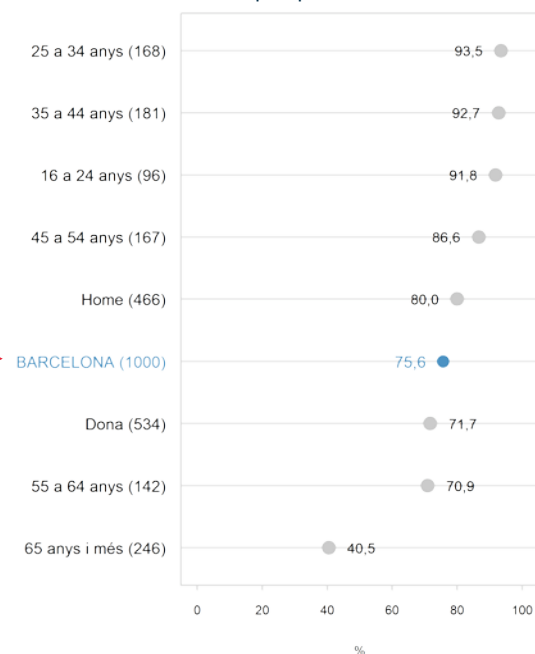 25 a 34 anys (168) 93,5
35 a 44 anys (181) 92,7
16 a 24 anys (96) 91,8
45 a 54 anys (167) 86,6
Home (466) 80,0
BARCELONA (1000) 75,6
Dona (534) 71,7
55 a 64 anys (142) 70,9
65 anys i més (246) 40,5
0 20 40 60 80 100
%